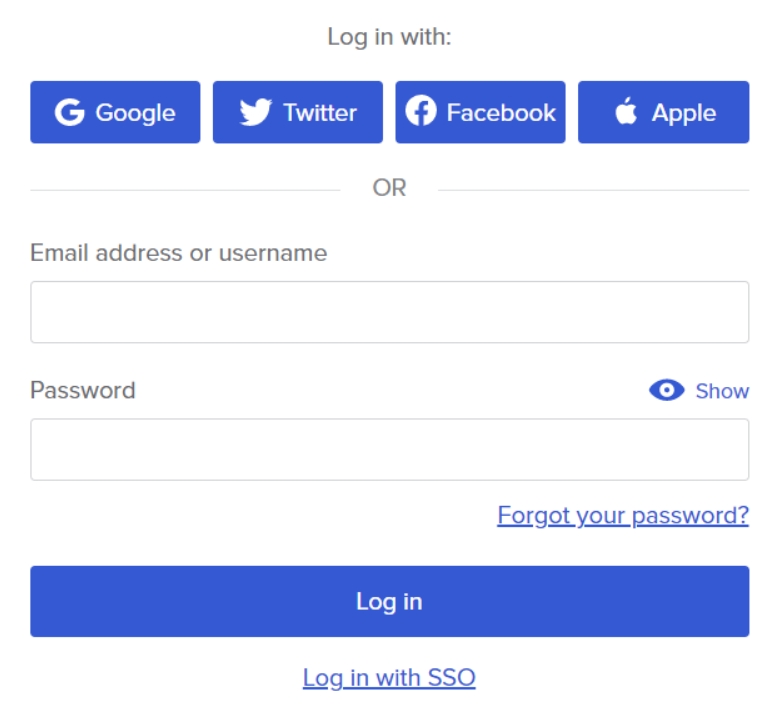 Log in with:
Google Twitter Facebook Apple
OR
Email address or username
Password Show
Forgot your password?
Log in
Log in with SSO